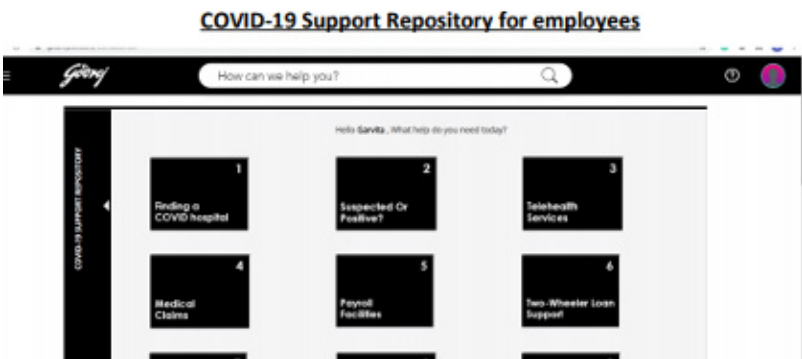 COVID-19 Support Repository for employees
Godrej
How can we help you?
Hello Garvita , What help do you need today?
COVID-19 SUPPORT REPOSITORY
1
Finding a
COVID hospital
2
Suspected Or
Positive?
3
Telehealth
Services
4
Medical
Claims
5
Payroll
Facilities
6
Two-Wheeler Loan
Support